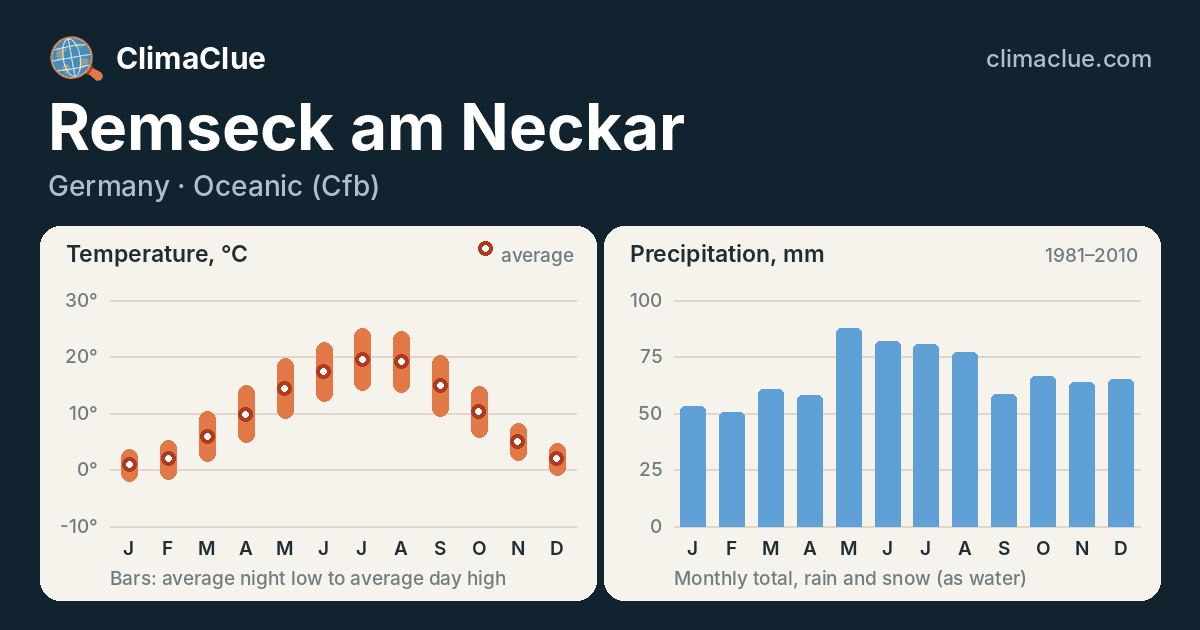 ClimaClue
climaclue.com
Remseck am Neckar
Germany · Oceanic (Cfb)
Temperature, °C
average
30°
20°
10°
0°
-10°
J F M A M J J A S O N D
Bars: average night low to average day high
Precipitation, mm
1981–2010
100
75
50
25
0
J F M A M J J A S O N D
Monthly total, rain and snow (as water)